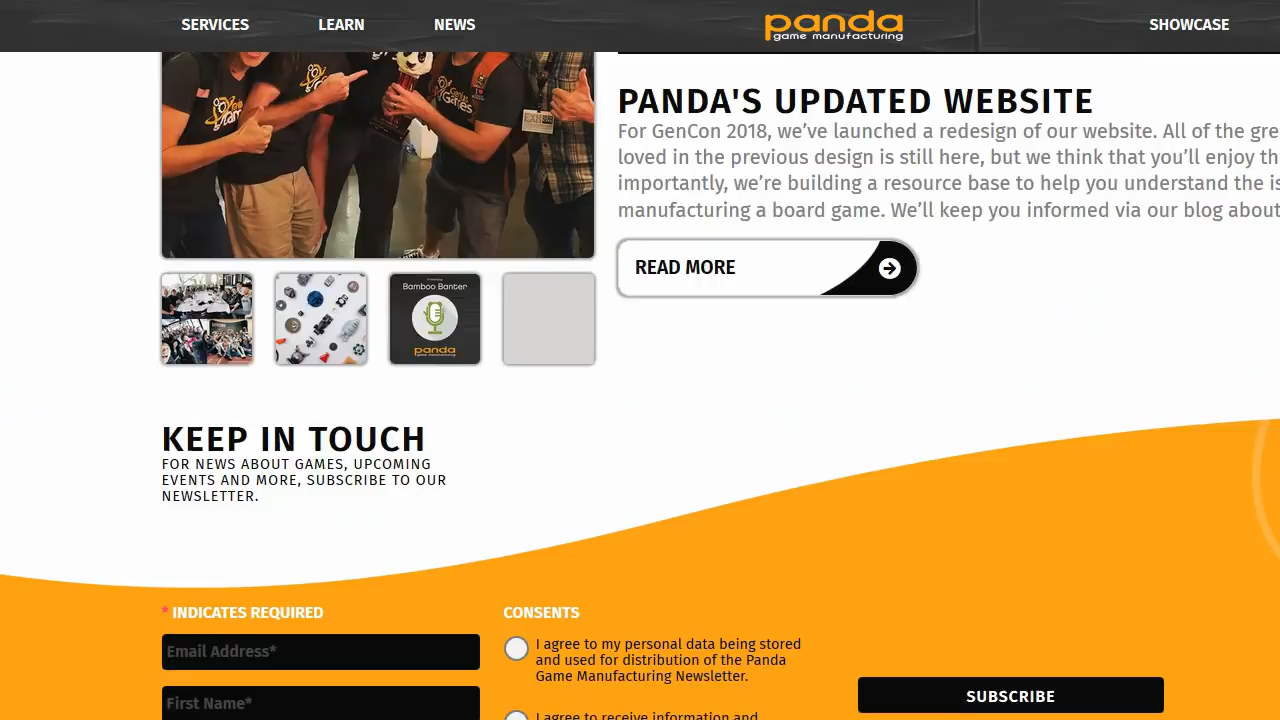 SERVICES
LEARN
NEWS
panda
game manufacturing
SHOWCASE
PANDA'S UPDATED WEBSITE
For GenCon 2018, we've launched a redesign of our website. All of the
loved in the previous design is still here, but we think that you'll enjoy
importantly, we're building a resource base to help you understand the
manufacturing a board game. We'll keep you informed via our blog about
READ MORE
Bamboo Banter
panda
game manufacturing
KEEP IN TOUCH
FOR NEWS ABOUT GAMES, UPCOMING
EVENTS AND MORE, SUBSCRIBE TO OUR
NEWSLETTER.
* INDICATES REQUIRED
Email Address*
First Name*
CONSENTS
I agree to my personal data being stored
and used for distribution of the Panda
Game Manufacturing Newsletter.
I agree to receive information and
SUBSCRIBE